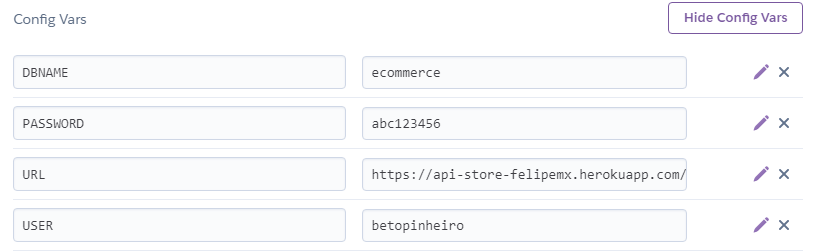 Config Vars Hide Config Vars
DBNAME ecommerce
PASSWORD abc123456
URL https://api-store-felipemx.herokuapp.com/
USER betopinheiro